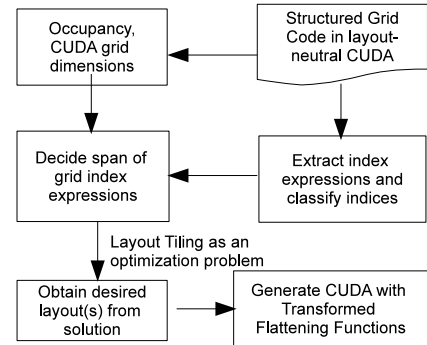 Occupancy,
CUDA grid
dimensions
Structured Grid
Code in layout-
neutral CUDA
Decide span of
grid index
expressions
Extract index
expressions and
classify indices
Layout Tiling as an
optimization problem
Obtain desired
layout(s) from
solution
Generate CUDA with
Transformed
Flattening Functions